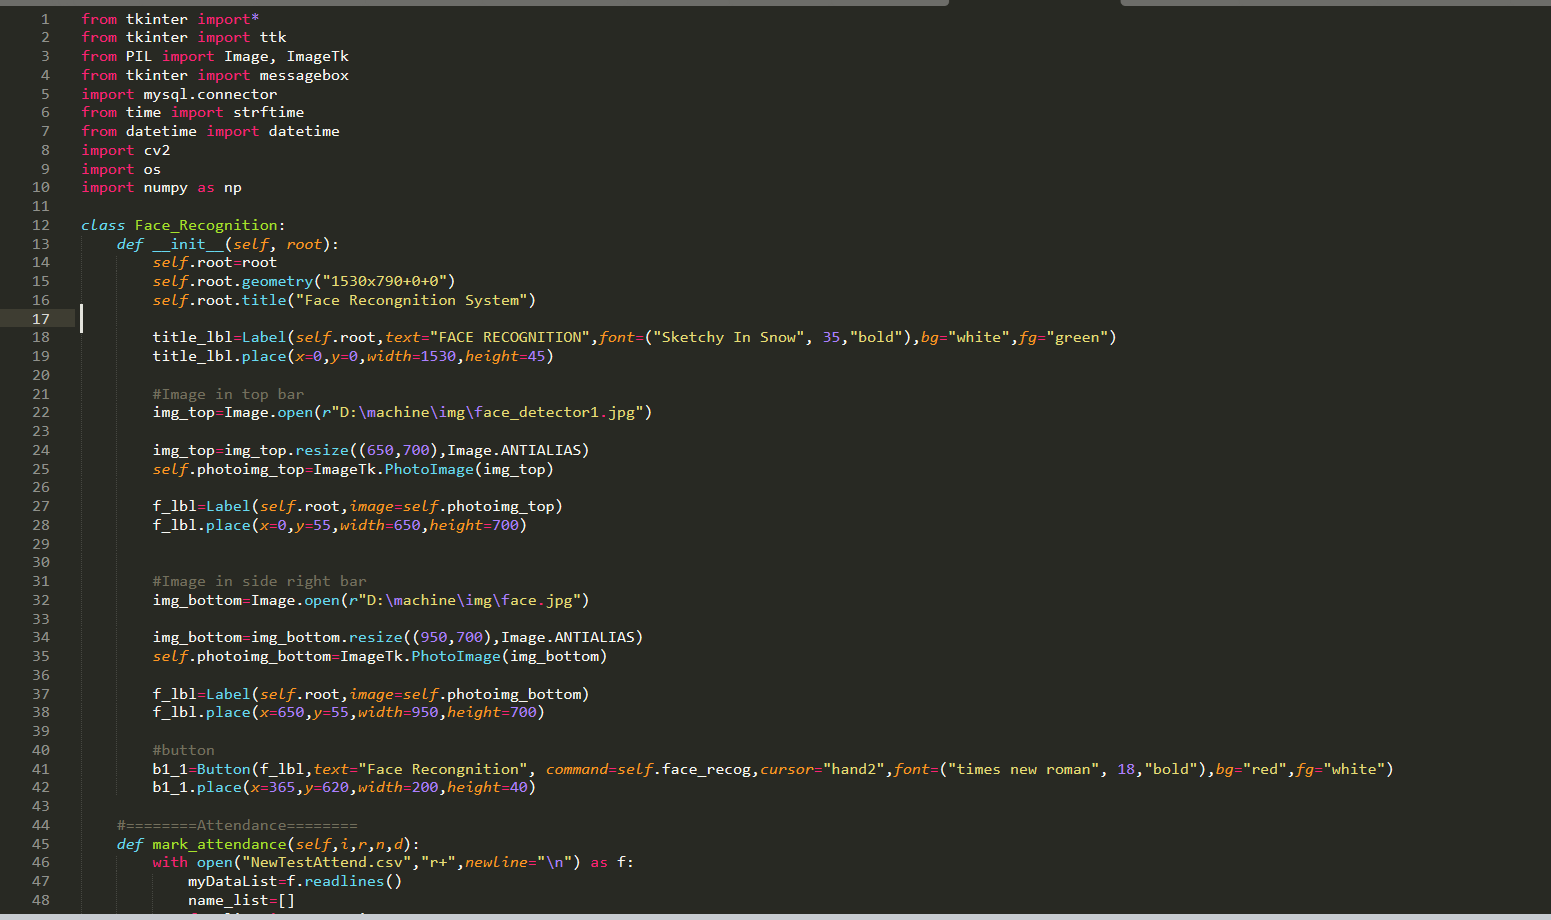 1 from tkinter import*
2 from tkinter import ttk
3 from PIL import Image, ImageTk
4 from tkinter import messagebox
5 import mysql.connector
6 from time import strftime
7 from datetime import datetime
8 import cv2
9 import os
10 import numpy as np
11
12 class Face_Recognition:
13     def __init__(self, root):
14         self.root=root
15         self.root.geometry("1530x790+0+0")
16         self.root.title("Face Recongnition System")
17
18         title_lbl=Label(self.root,text="FACE RECOGNITION",font=("Sketchy In Snow", 35,"bold"),bg="white",fg="green")
19         title_lbl.place(x=0,y=0,width=1530,height=45)
20
21         #Image in top bar
22         img_top=Image.open(r"D:\machine\img\face_detector1.jpg")
23
24         img_top=img_top.resize((650,700),Image.ANTIALIAS)
25         self.photoimg_top=ImageTk.PhotoImage(img_top)
26
27         f_lbl=Label(self.root,image=self.photoimg_top)
28         f_lbl.place(x=0,y=55,width=650,height=700)
29
30
31         #Image in side right bar
32         img_bottom=Image.open(r"D:\machine\img\face.jpg")
33
34         img_bottom=img_bottom.resize((950,700),Image.ANTIALIAS)
35         self.photoimg_bottom=ImageTk.PhotoImage(img_bottom)
36
37         f_lbl=Label(self.root,image=self.photoimg_bottom)
38         f_lbl.place(x=650,y=55,width=950,height=700)
39
40         #button
41         b1_1=Button(f_lbl,text="Face Recongnition", command=self.face_recog,cursor="hand2",font=("times new roman", 18,"bold"),bg="red",fg="white")
42         b1_1.place(x=365,y=620,width=200,height=40)
43
44     #========Attendance========
45     def mark_attendance(self,i,r,n,d):
46         with open("NewTestAttend.csv","r+",newline="\n") as f:
47             myDataList=f.readlines()
48             name_list=[]